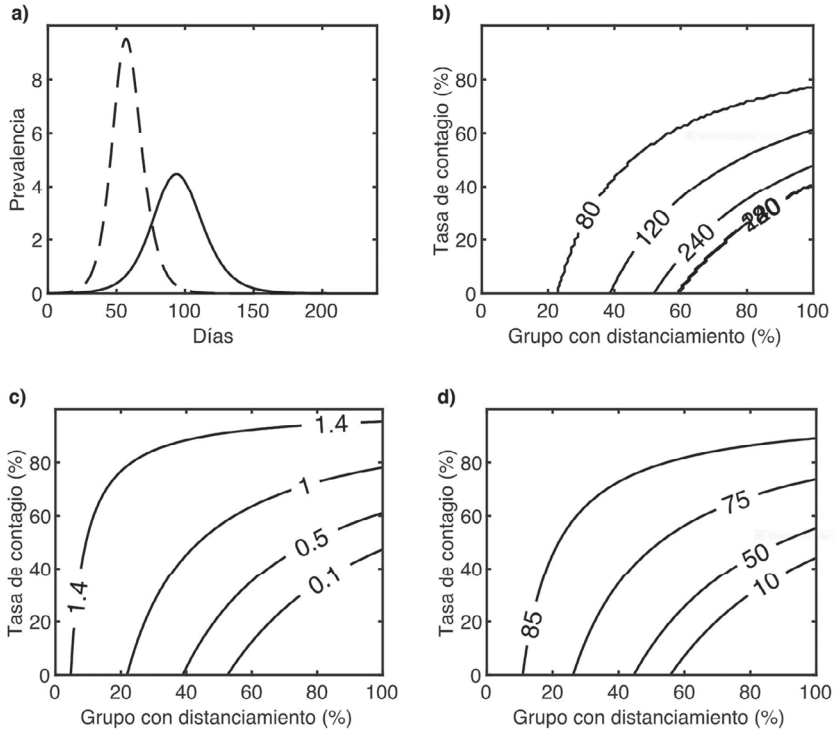 a)
8
6
4
2
0
Prevalencia
0 50 100 150 200
Días
b)
80
60
40
20
0
Tasa de contagio (%)
80
120
240
0 20 40 60 80 100
Grupo con distanciamiento (%)
c)
80
60
40
20
0
Tasa de contagio (%)
1.4
1.4
1
0.5
0.1
0 20 40 60 80 100
Grupo con distanciamiento (%)
d)
80
60
40
20
0
Tasa de contagio (%)
85
75
50
10
0 20 40 60 80 100
Grupo con distanciamiento (%)